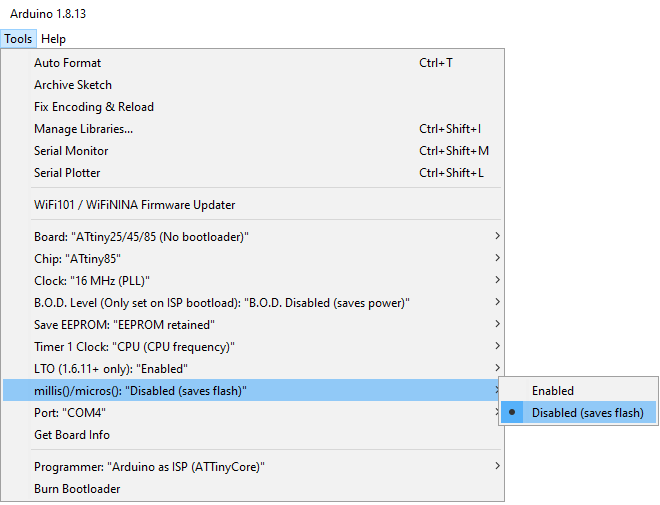 Arduino 1.8.13
Tools Help
Auto Format Ctrl+T
Archive Sketch
Fix Encoding & Reload
Manage Libraries... Ctrl+Shift+I
Serial Monitor Ctrl+Shift+M
Serial Plotter Ctrl+Shift+L
WiFi101 / WiFiNINA Firmware Updater
Board: "ATtiny25/45/85 (No bootloader)"
Chip: "ATtiny85"
Clock: "16 MHz (PLL)"
B.O.D. Level (Only set on ISP bootload): "B.O.D. Disabled (saves power)"
Save EEPROM: "EEPROM retained"
Timer 1 Clock: "CPU (CPU frequency)"
LTO (1.6.11+ only): "Enabled"
millis()/micros(): "Disabled (saves flash)" Enabled
Port: "COM4" Disabled (saves flash)
Get Board Info
Programmer: "Arduino as ISP (ATTinyCore)"
Burn Bootloader